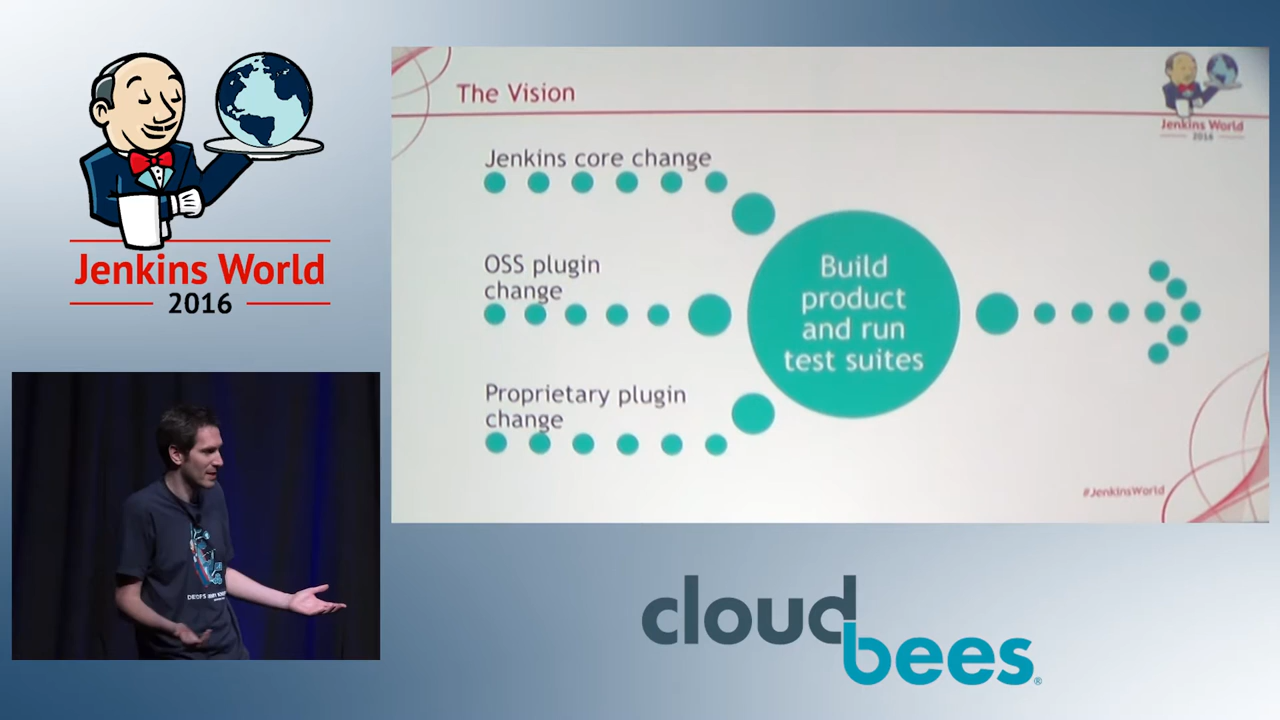 Jenkins World
2016
The Vision
Jenkins World
2016
Jenkins core change
OSS plugin
change
Proprietary plugin
change
Build
product
and run
test suites
#JenkinsWorld
DEVOPS
cloudbees®